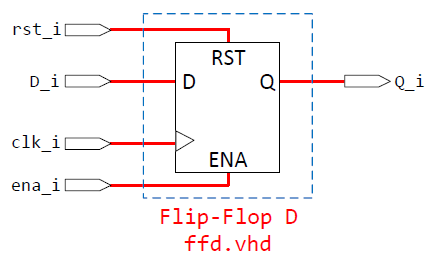 rst_i
RST
D_i
D
Q
Q_i
clk_i
ena_i
ENA
Flip-Flop D
ffd.vhd